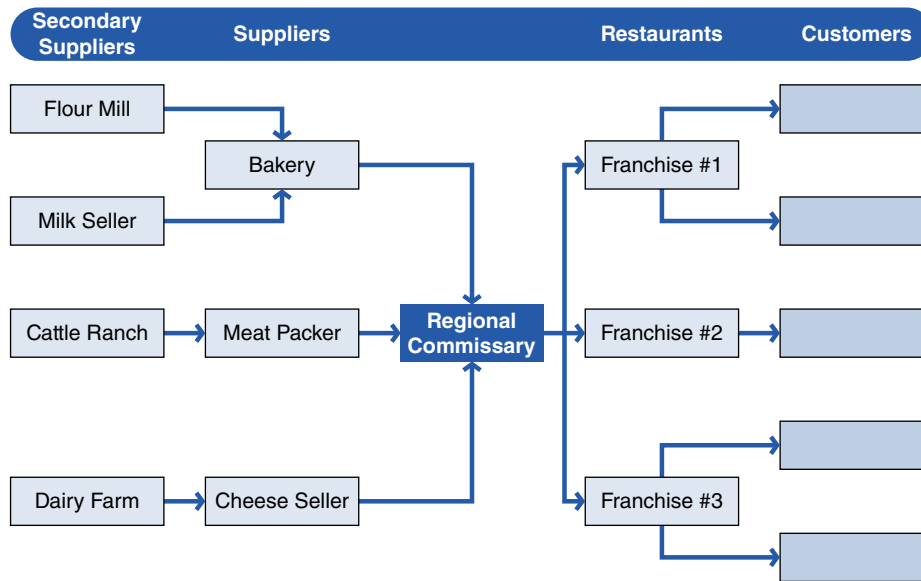 Secondary
Suppliers
Suppliers
Restaurants
Customers
Flour Mill
Bakery
Milk Seller
Franchise #1
Cattle Ranch
Meat Packer
Regional
Commissary
Franchise #2
Dairy Farm
Cheese Seller
Franchise #3